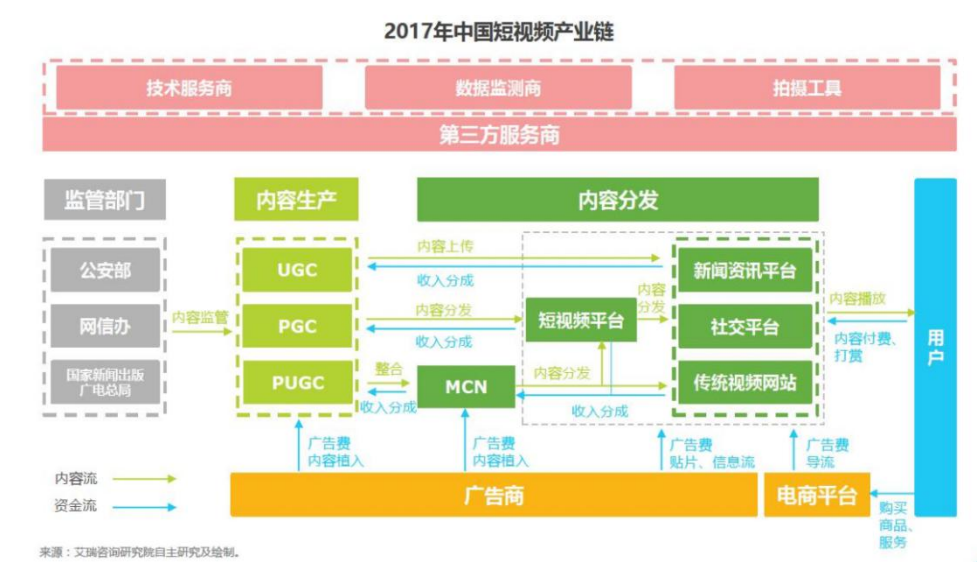 2017年中国短视频产业链
技术服务商
数据监测商
拍摄工具
第三方服务商
监管部门
内容生产
内容分发
公安部
网信办
国家新闻出版
广电总局
内容监管
UGC
PGC
PUGC
内容上传
收入分成
内容分发
收入分成
整合
收入分成
MCN
短视频平台
内容
分发
内容分发
收入分成
新闻资讯平台
社交平台
传统视频网站
内容播放
内容付费、
打赏
用户
广告费
内容植入
广告费
内容植入
广告费
贴片、信息流
广告费
导流
内容流
资金流
广告商
电商平台
购买
商品、
服务
来源：艾瑞咨询研究院自主研究及绘制。